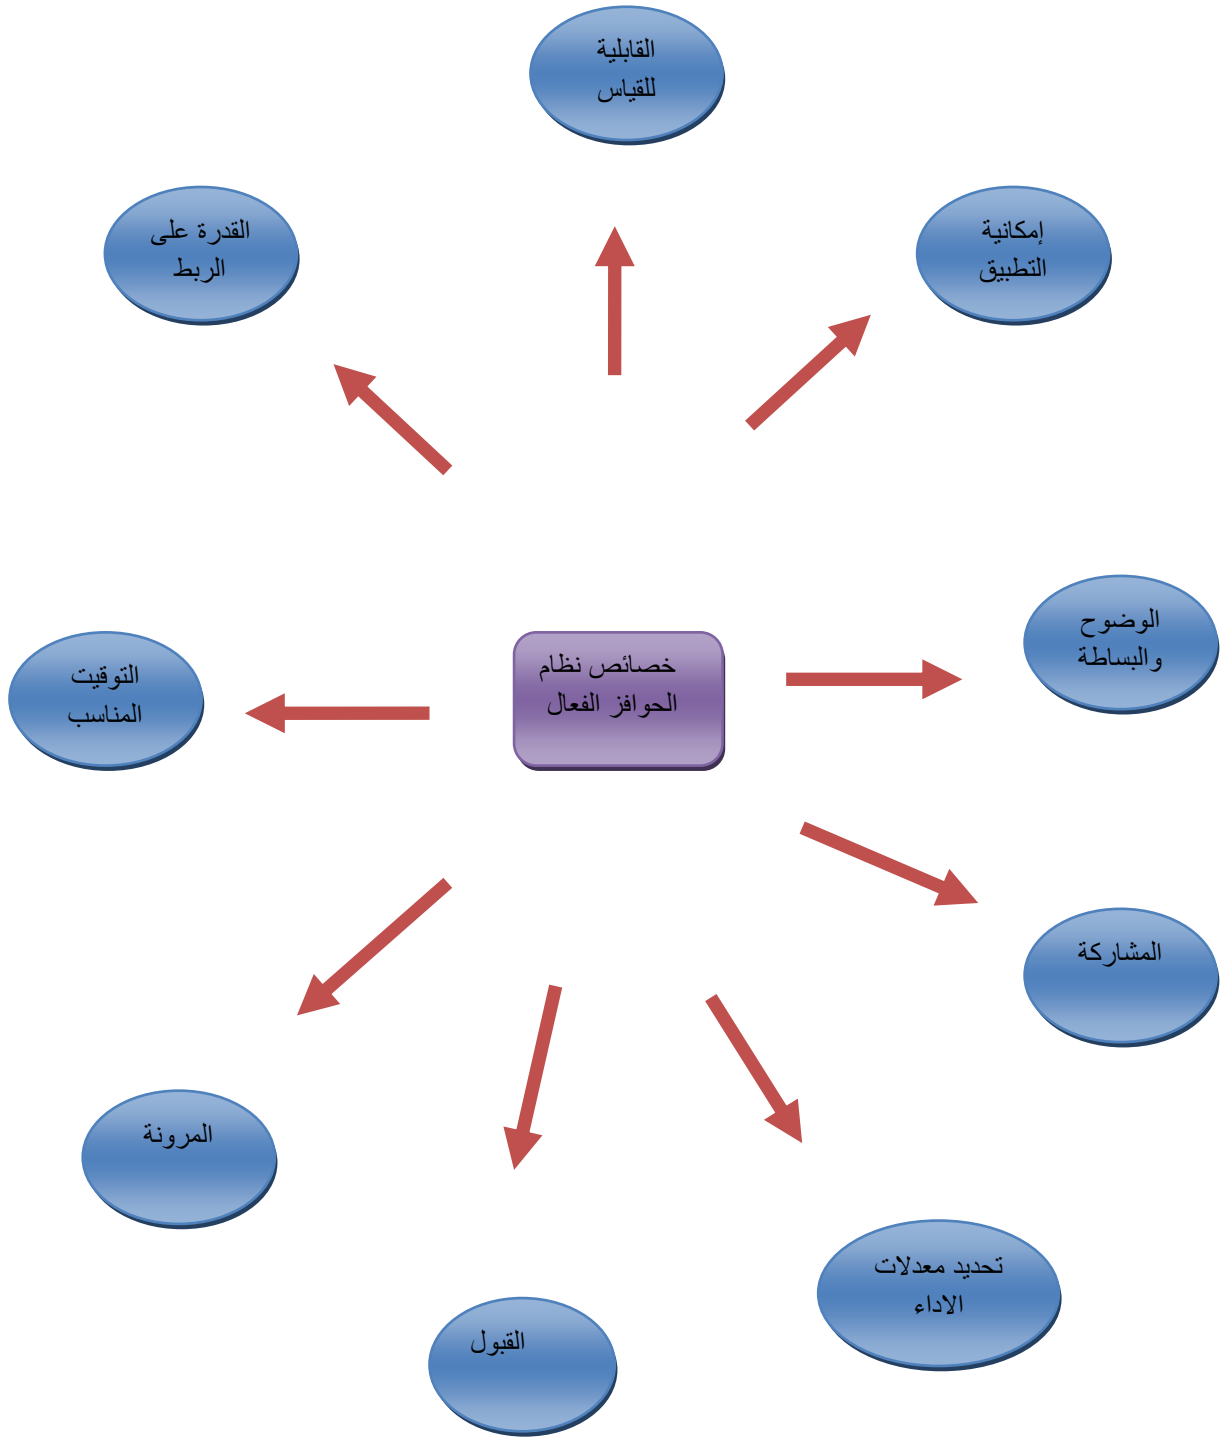 القابلية
للقياس
إمكانية
التطبيق
القدرة على
الربط
الوضوح
والبساطة
خصائص نظام
الحوافز الفعال
التوقيت
المناسب
المشاركة
المرونة
تحديد معدلات
الاداء
القبول